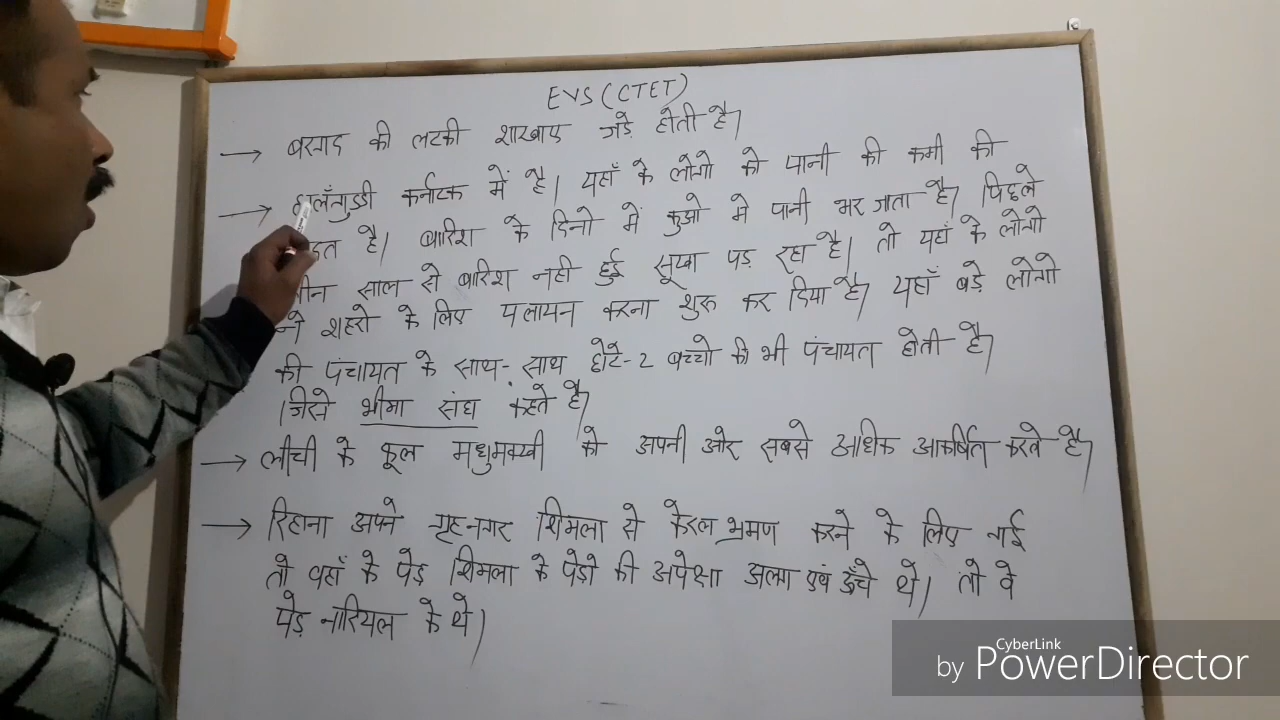 EVS (CTET)
→ बरगद की लटकी शाखाए जड़े होती है।
→ कर्नाटक में है। यहाँ के लोगो को पानी की कमी की
है। बारिश के दिनो में कुओ मे पानी भर जाता है। पिछले
साल से बारिश नही हुई सूखा पड़ रहा है। तो यहाँ के लोगो
ने शहरो के लिए पलायन करना शुरू कर दिया है। यहाँ बड़े लोगो
की पंचायत के साथ-साथ छोटे-2 बच्चो की भी पंचायत होती है।
जिसे भीमा संघ कहते है।
→ लीची के फूल मधुमक्खी को अपनी ओर सबसे अधिक आकर्षित करते है।
→ रिहाना अपने गृहनगर शिमला से केरल भ्रमण करने के लिए गई
तो वहाँ के पेड़ शिमला के पेड़ो की अपेक्षा अलग एवं ऊँचे थे। तो वे
पेड़ नारियल के थे।
CyberLink
by PowerDirector